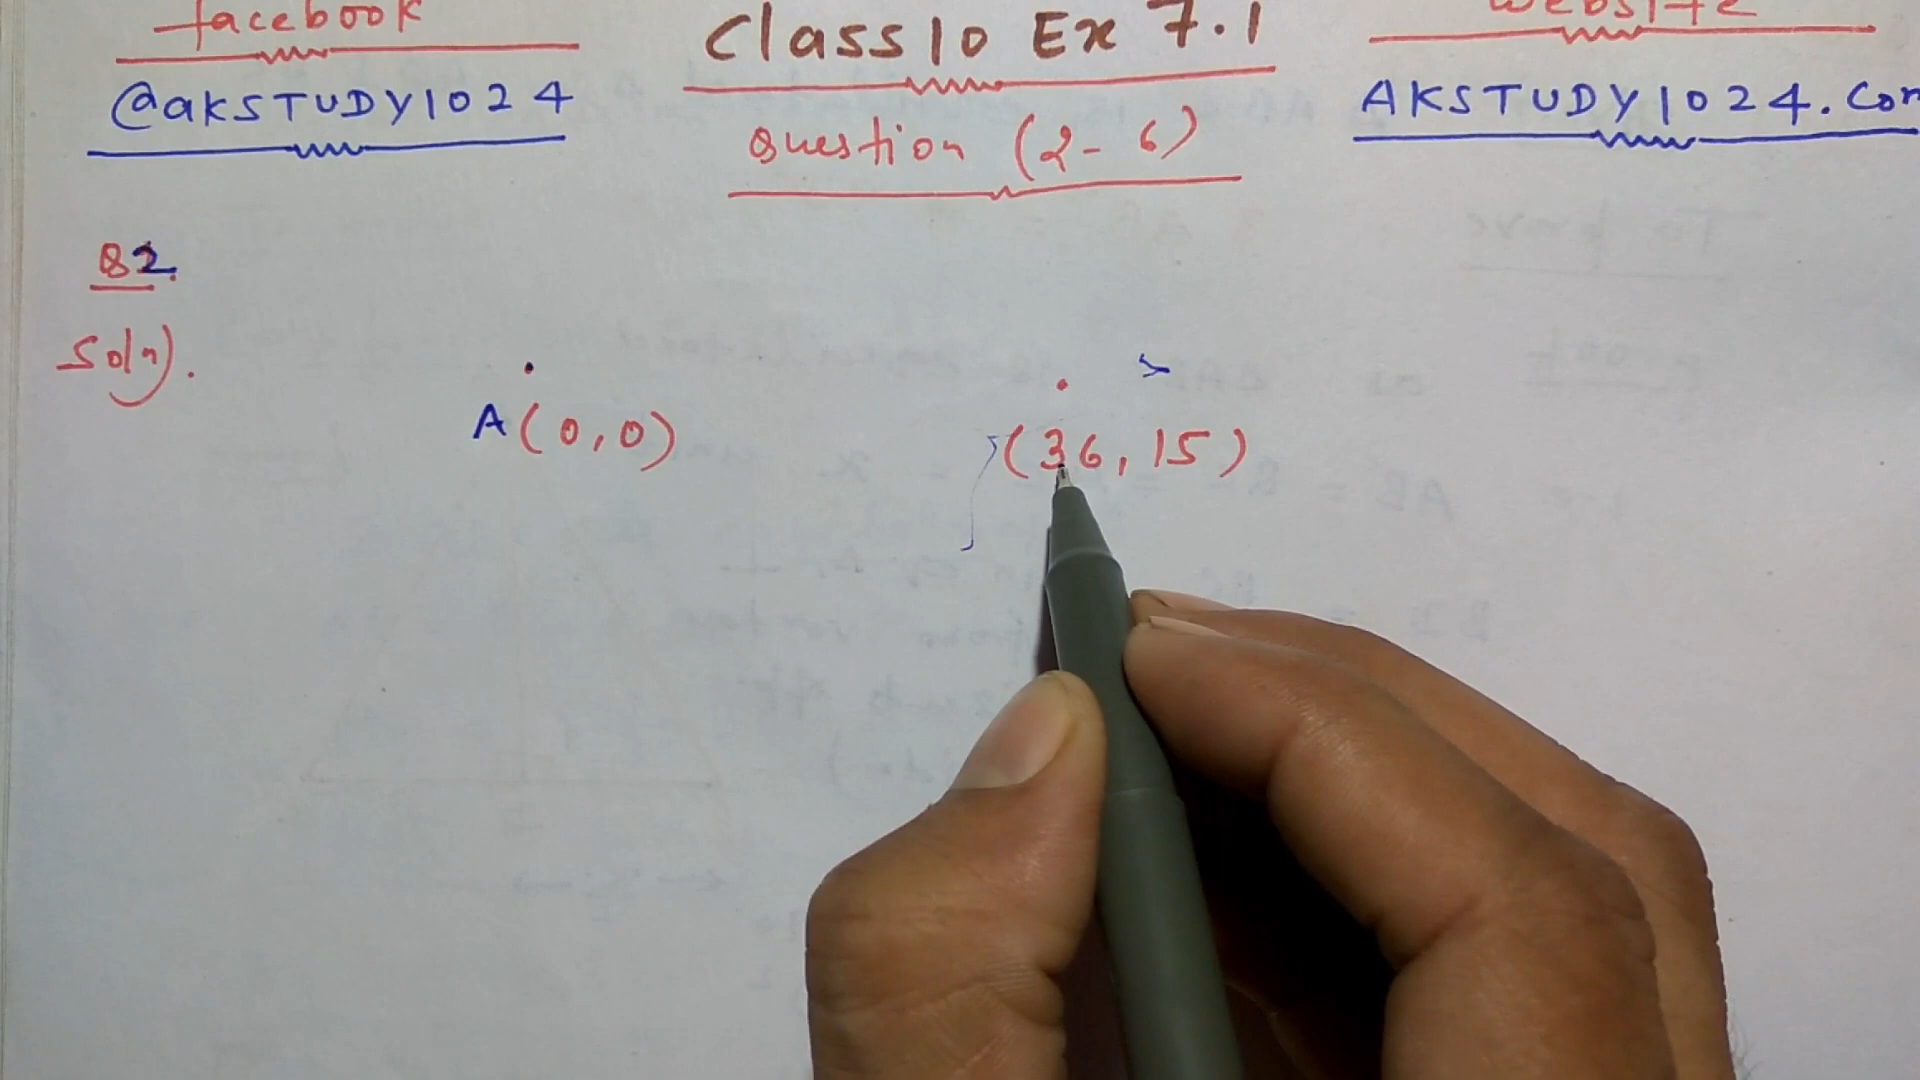 facebook
@akSTUDY1024
Class 10 Ex 7.1
Question (2-6)
website
AKSTUDY1024.Com
Q2.
Soln).
A(0,0)
(36,15)